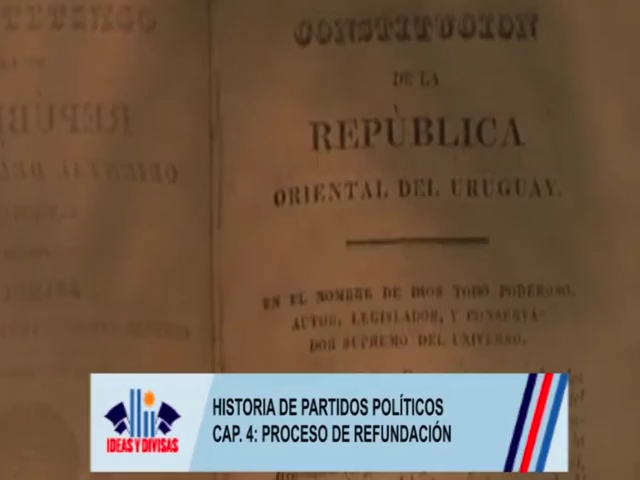 CONSTITUCION
DE LA
REPÙBLICA
ORIENTAL DEL URUGUAY.
EN EL NOMBRE DE DIOS TODO PODEROSO,
AUTOR, LEGISLADOR, Y CONSERVA-
DOR SUPREMO DEL UNIVERSO.
HISTORIA DE PARTIDOS POLÍTICOS
CAP. 4: PROCESO DE REFUNDACIÓN
IDEAS Y DIVISAS